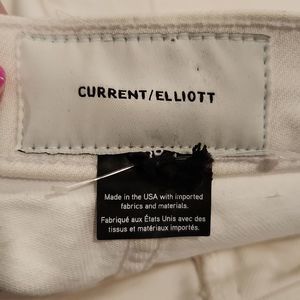 CURRENT/ELLIOTT
Made in the USA with imported
fabrics and materials.
Fabriqué aux États Unis avec des
tissus et matériaux importés.